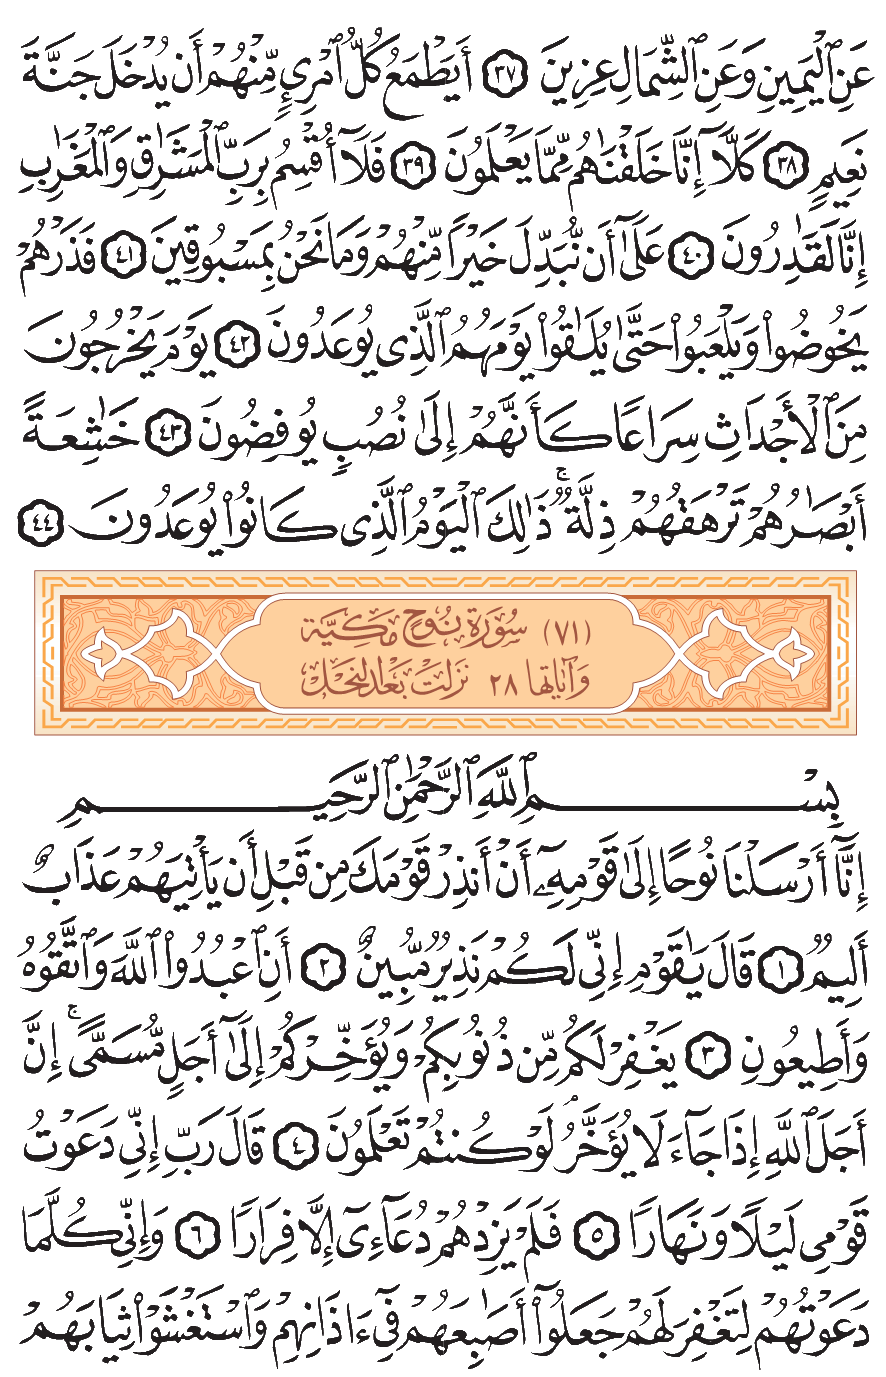 عَنِ ٱلۡيَمِينِ وَعَنِ ٱلشِّمَالِ عِزِينَ ٣٧ أَيَطۡمَعُ كُلُّ ٱمۡرِيٕٖ مِّنۡهُمۡ أَن يُدۡخَلَ جَنَّةَ
نَعِيمٖ ٣٨ كَلَّآۖ إِنَّا خَلَقۡنَٰهُم مِّمَّا يَعۡلَمُونَ ٣٩ فَلَآ أُقۡسِمُ بِرَبِّ ٱلۡمَشَٰرِقِ وَٱلۡمَغَٰرِبِ
إِنَّا لَقَٰدِرُونَ ٤٠ عَلَىٰٓ أَن نُّبَدِّلَ خَيۡرٗا مِّنۡهُمۡ وَمَا نَحۡنُ بِمَسۡبُوقِينَ ٤١ فَذَرۡهُمۡ
يَخُوضُواْ وَيَلۡعَبُواْ حَتَّىٰ يُلَٰقُواْ يَوۡمَهُمُ ٱلَّذِي يُوعَدُونَ ٤٢ يَوۡمَ يَخۡرُجُونَ
مِنَ ٱلۡأَجۡدَاثِ سِرَاعٗا كَأَنَّهُمۡ إِلَىٰ نُصُبٖ يُوفِضُونَ ٤٣ خَٰشِعَةً
أَبۡصَٰرُهُمۡ تَرۡهَقُهُمۡ ذِلَّةٞۚ ذَٰلِكَ ٱلۡيَوۡمُ ٱلَّذِي كَانُواْ يُوعَدُونَ ٤٤
(٧١) سُورَة نُوحٍ مَكِيَّة
وَآيَاتهَا ٢٨ نزَلَتْ بَعْد النَّحْل
بِسۡمِ ٱللَّهِ ٱلرَّحۡمَٰنِ ٱلرَّحِيمِ
إِنَّآ أَرۡسَلۡنَا نُوحًا إِلَىٰ قَوۡمِهِۦٓ أَنۡ أَنذِرۡ قَوۡمَكَ مِن قَبۡلِ أَن يَأۡتِيَهُمۡ عَذَابٌ
أَلِيمٞ ١ قَالَ يَٰقَوۡمِ إِنِّي لَكُمۡ نَذِيرٞ مُّبِينٌ ٢ أَنِ ٱعۡبُدُواْ ٱللَّهَ وَٱتَّقُوهُ
وَأَطِيعُونِ ٣ يَغۡفِرۡ لَكُم مِّن ذُنُوبِكُمۡ وَيُؤَخِّرۡكُمۡ إِلَىٰٓ أَجَلٖ مُّسَمًّىۚ إِنَّ
أَجَلَ ٱللَّهِ إِذَا جَآءَ لَا يُؤَخَّرُۚ لَوۡ كُنتُمۡ تَعۡلَمُونَ ٤ قَالَ رَبِّ إِنِّي دَعَوۡتُ
قَوۡمِي لَيۡلٗا وَنَهَارٗا ٥ فَلَمۡ يَزِدۡهُمۡ دُعَآءِيٓ إِلَّا فِرَارٗا ٦ وَإِنِّي كُلَّمَا
دَعَوۡتُهُمۡ لِتَغۡفِرَ لَهُمۡ جَعَلُوٓاْ أَصَٰبِعَهُمۡ فِيٓ ءَاذَانِهِمۡ وَٱسۡتَغۡشَوۡاْ ثِيَابَهُمۡ